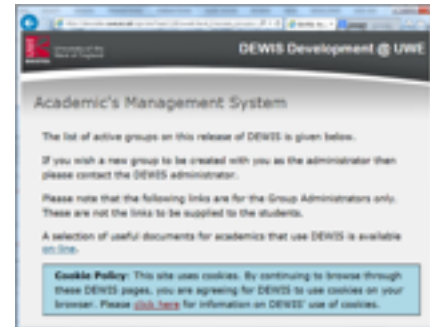 University of the
West of England
DEWIS Development @ UWE
Academic's Management System
The list of active groups on this release of DEWIS is given below.
If you wish a new group to be created with you as the administrator then
please contact the DEWIS administrator.
Please note that the following links are for the Group Administrators only.
These are not the links to be supplied to the students.
A selection of useful documents for academics that use DEWIS is available
on-line.
Cookie Policy: This site uses cookies. By continuing to browse through
these DEWIS pages, you are agreeing for DEWIS to use cookies on your
browser. Please click here for infomation on DEWIS' use of cookies.